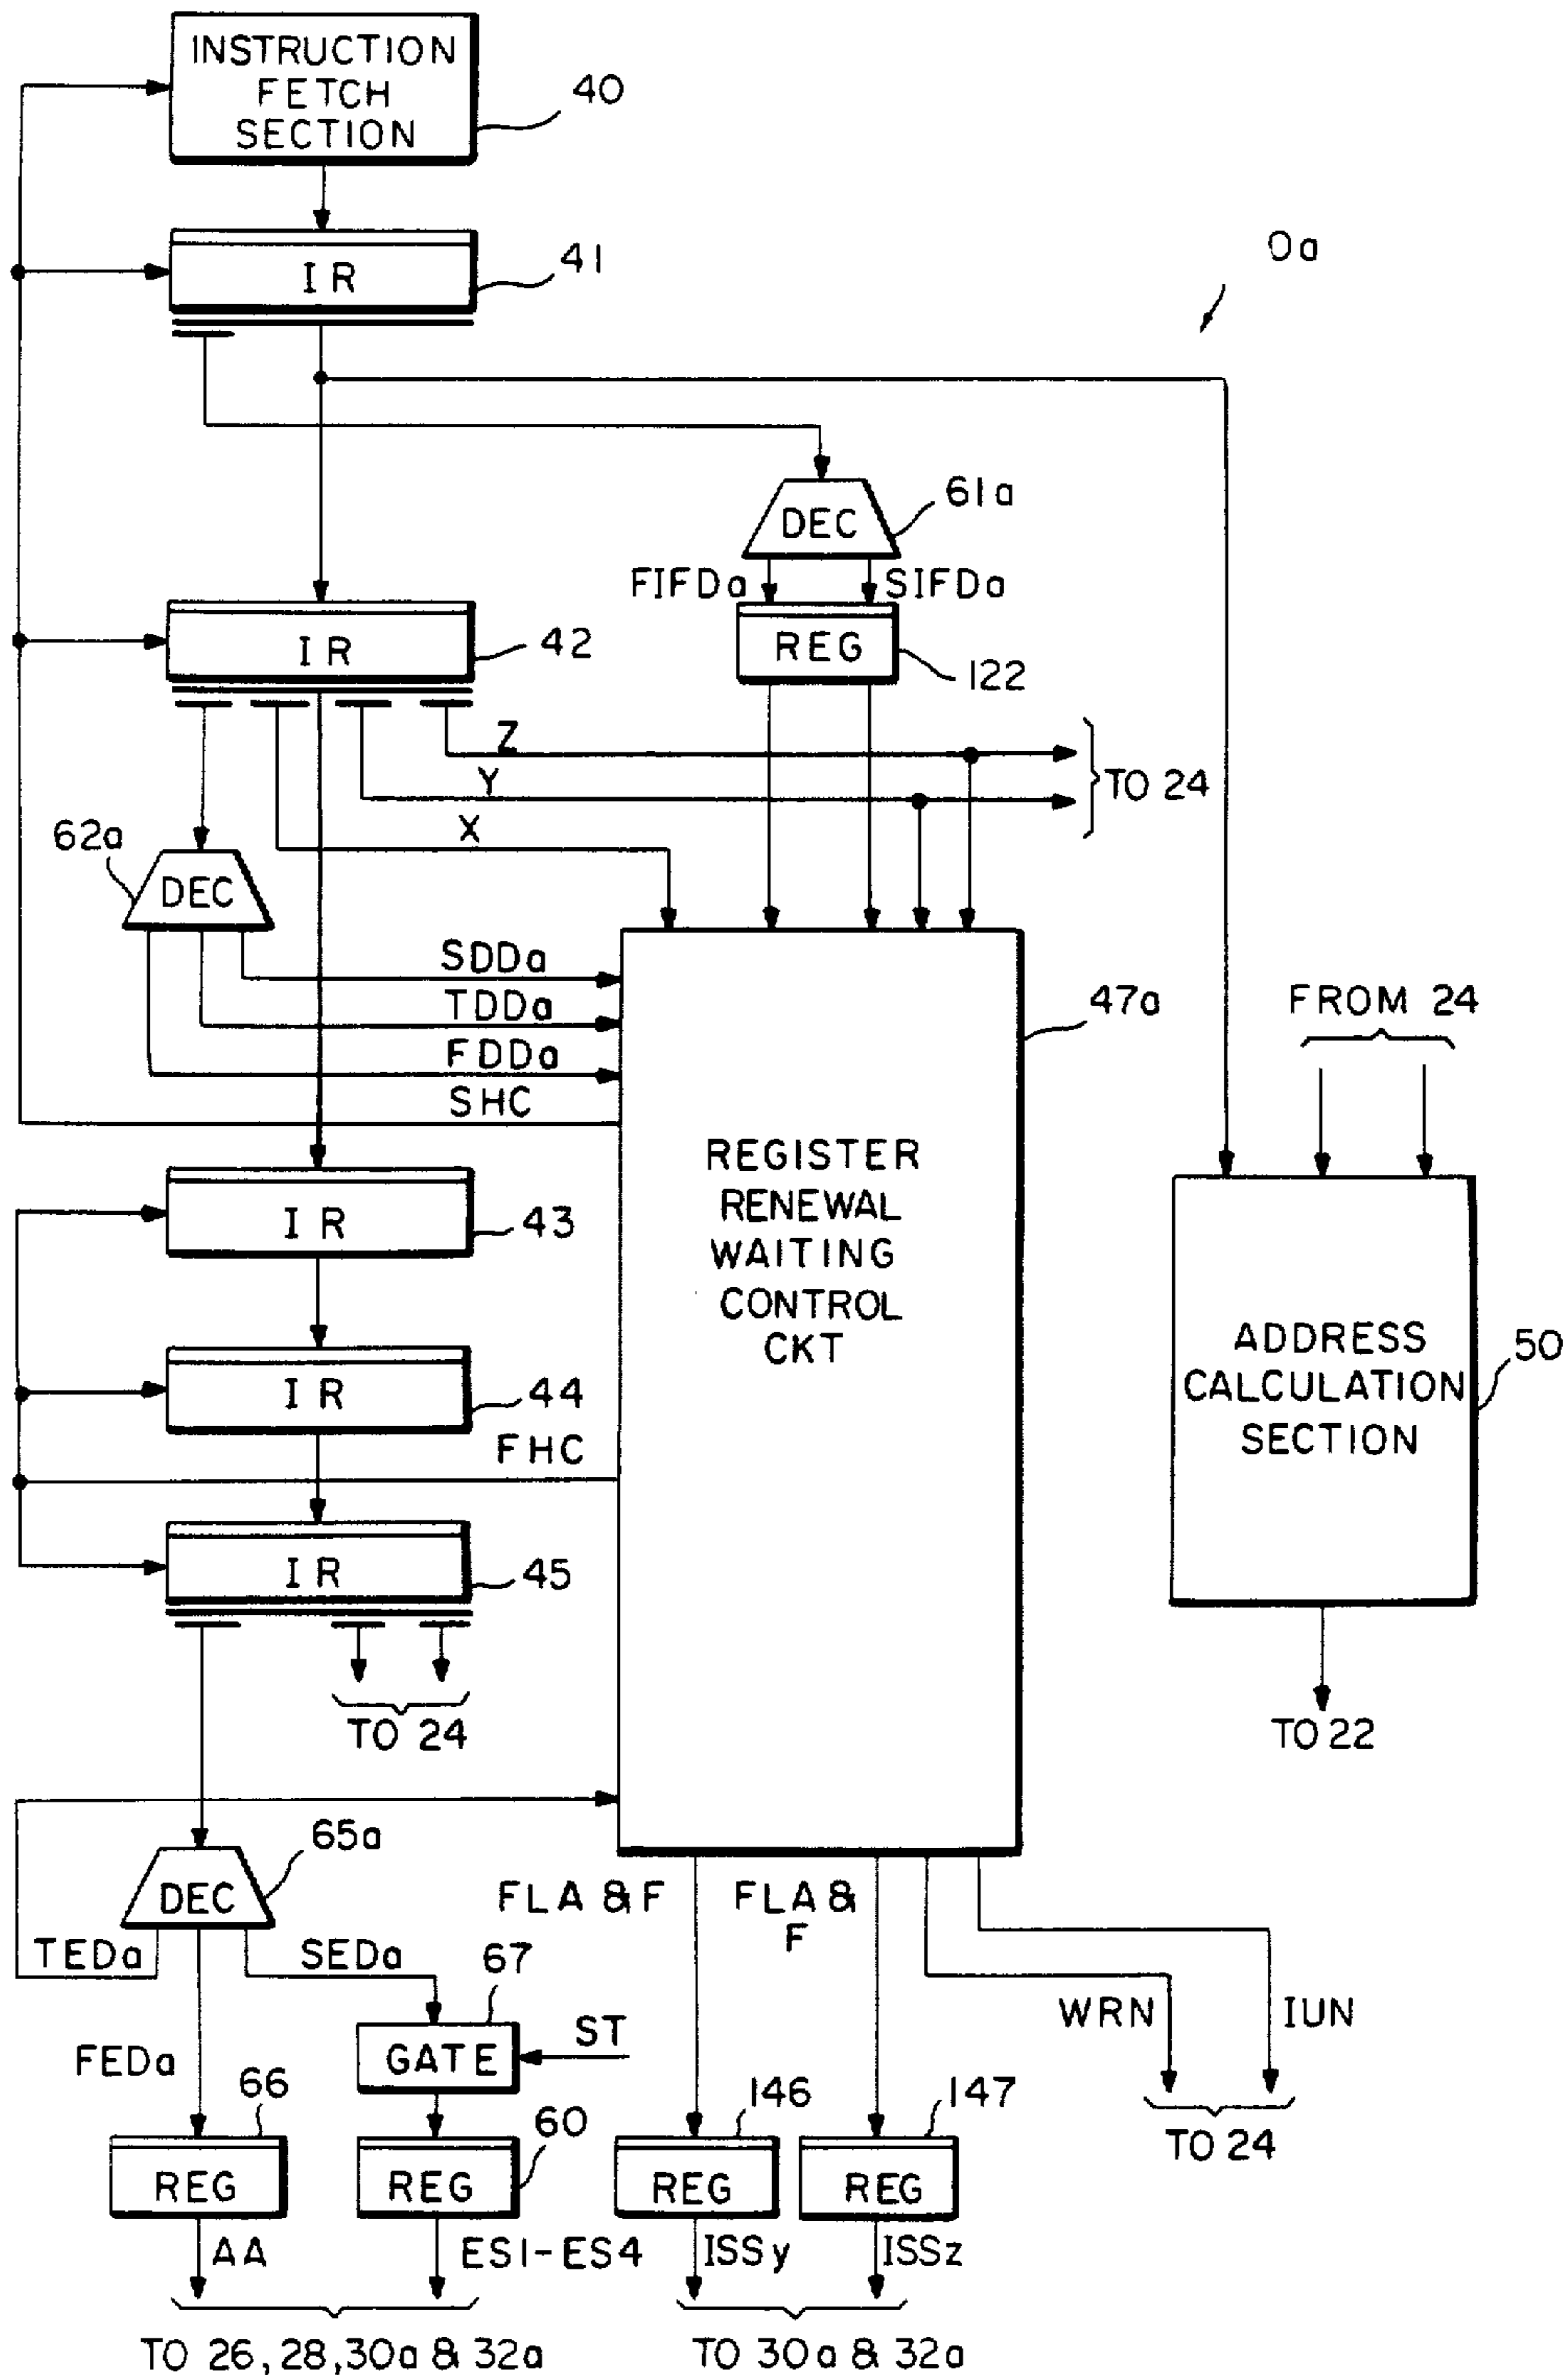 INSTRUCTION
FETCH
SECTION
40
IR
41
0a
DEC
61a
FIFDa
SIFDa
IR
42
REG
122
Z
Y
X
TO 24
62a
DEC
SDDa
TDDa
FDDa
SHC
47a
FROM 24
REGISTER
RENEWAL
WAITING
CONTROL
CKT
IR
43
ADDRESS
CALCULATION
SECTION
50
IR
44
FHC
IR
45
TO 24
TO 22
65a
DEC
TEDa
SEDa
FLA & F
FLA &
F
67
GATE
ST
WRN
IUN
FEDa
66
60
146
147
TO 24
REG
REG
REG
REG
AA
ES1-ES4
ISSy
ISSz
TO 26, 28, 30a & 32a
TO 30a & 32a